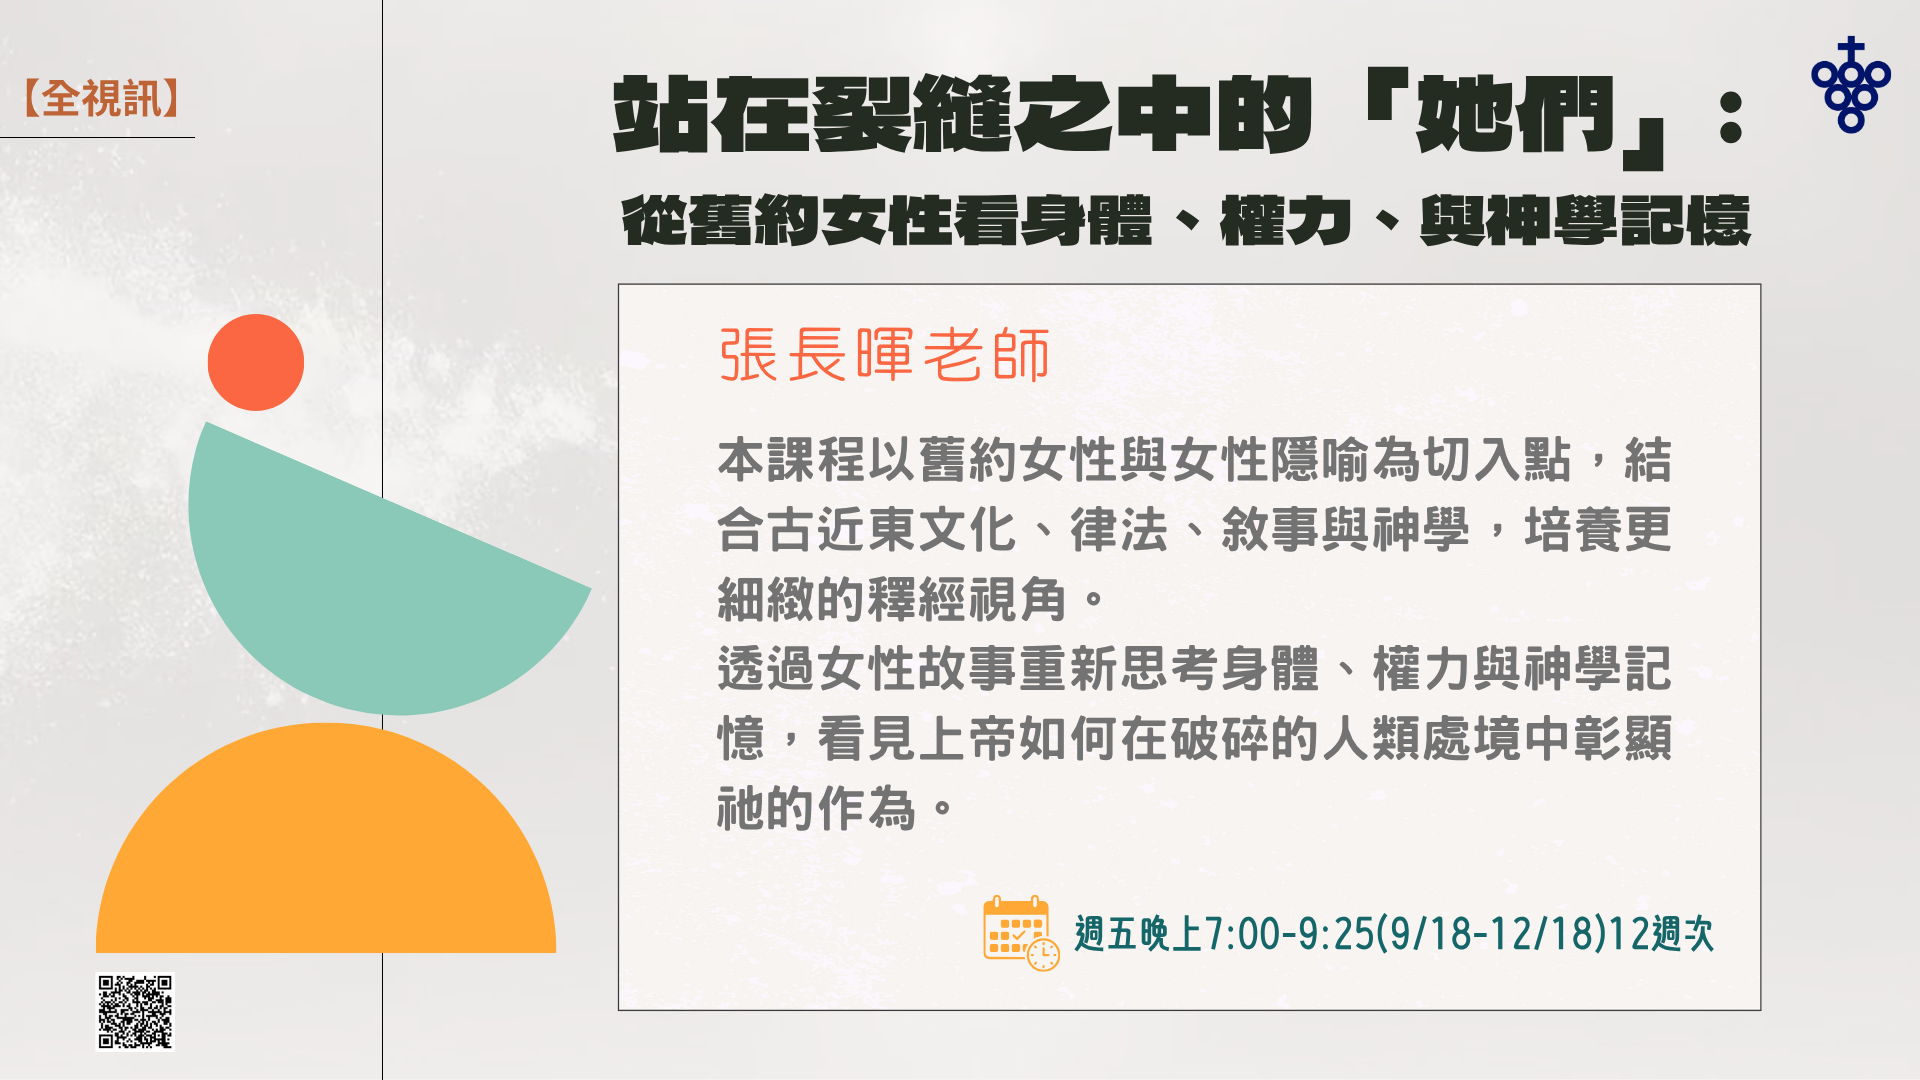 【全視訊】
站在裂縫之中的「她們」:
從舊約女性看身體、權力、與神學記憶
張長暉老師
本課程以舊約女性與女性隱喻為切入點，結
合古近東文化、律法、敘事與神學，培養更
細緻的釋經視角。
透過女性故事重新思考身體、權力與神學記
憶，看見上帝如何在破碎的人類處境中彰顯
祂的作為。
週五晚上7:00-9:25(9/18-12/18)12週次